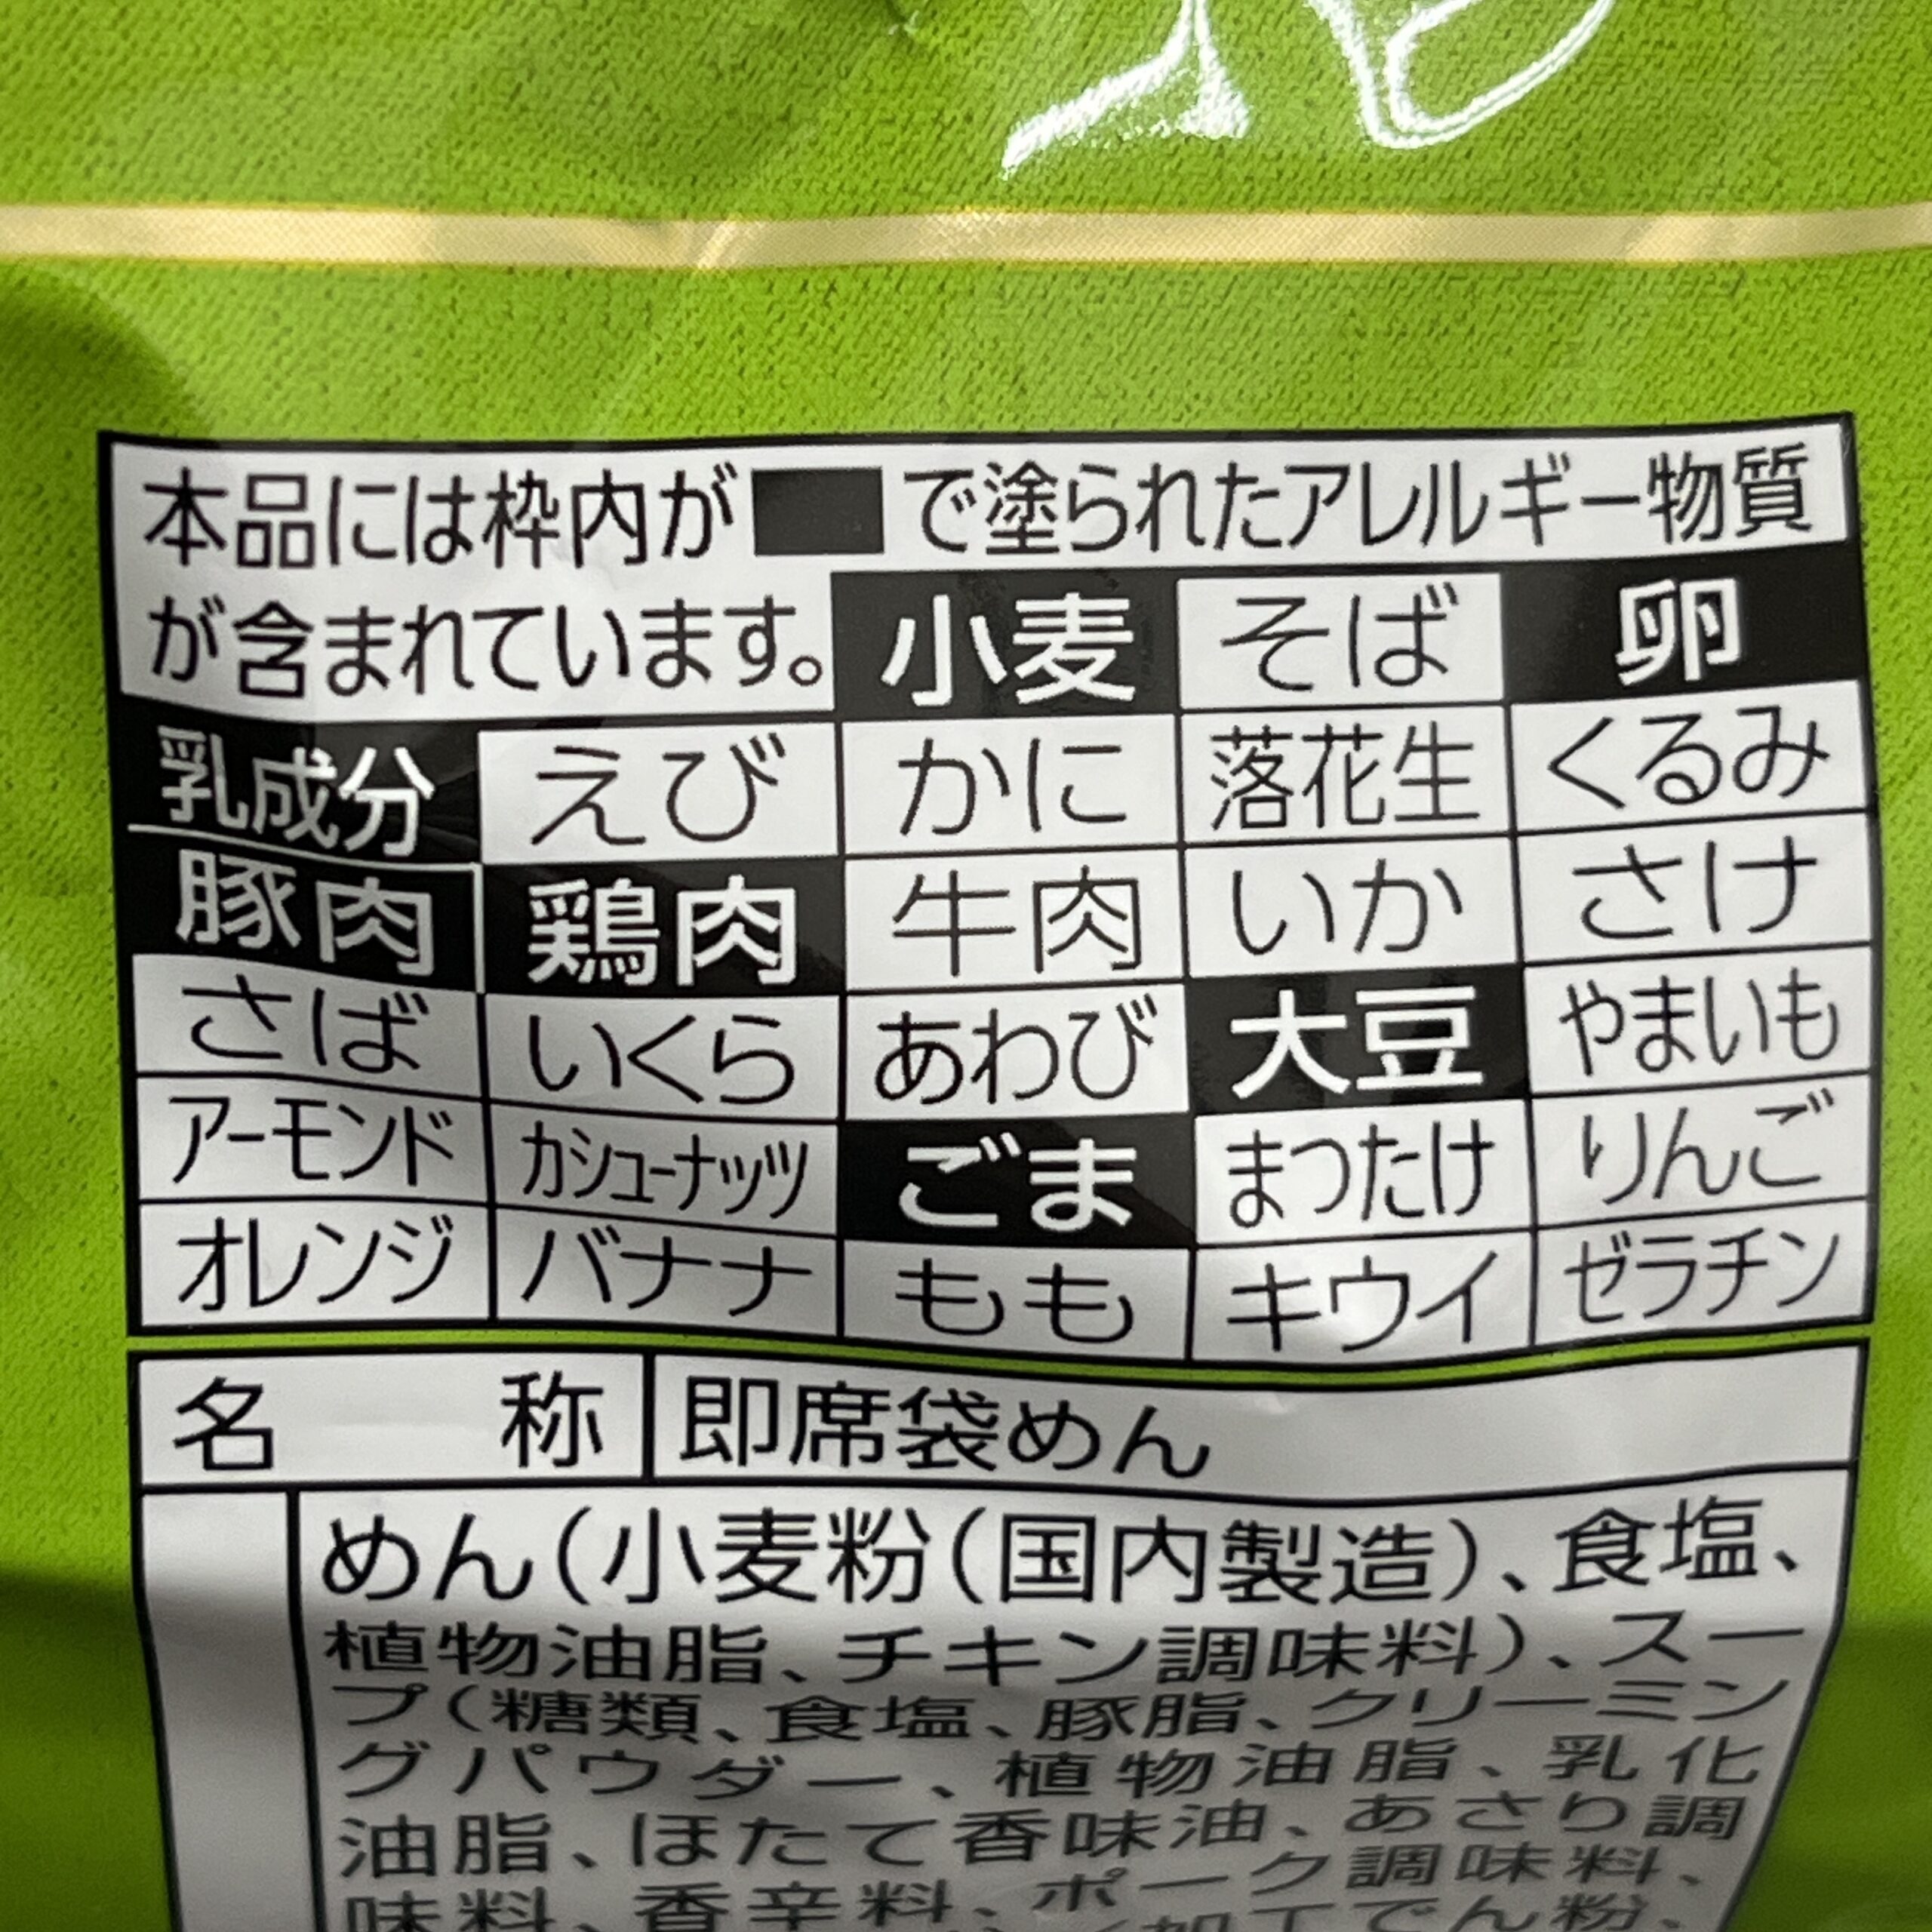 本品には枠内が■で塗られたアレルギー物質
が含まれています。 小麦 そば 卵
乳成分 えび かに 落花生 くるみ
豚肉 鶏肉 牛肉 いか さけ
さば いくら あわび 大豆 やまいも
アーモンド カシューナッツ ごま まつたけ りんご
オレンジ バナナ もも キウイ ゼラチン
名称 即席袋めん
めん(小麦粉(国内製造)、食塩、
植物油脂、チキン調味料)、スー
プ(糖類、食塩、豚脂、クリーミン
グパウダー、植物油脂、乳化
油脂、ほたて香味油、あさり調
味料、香辛料、ポーク調味料、
加工でん粉、